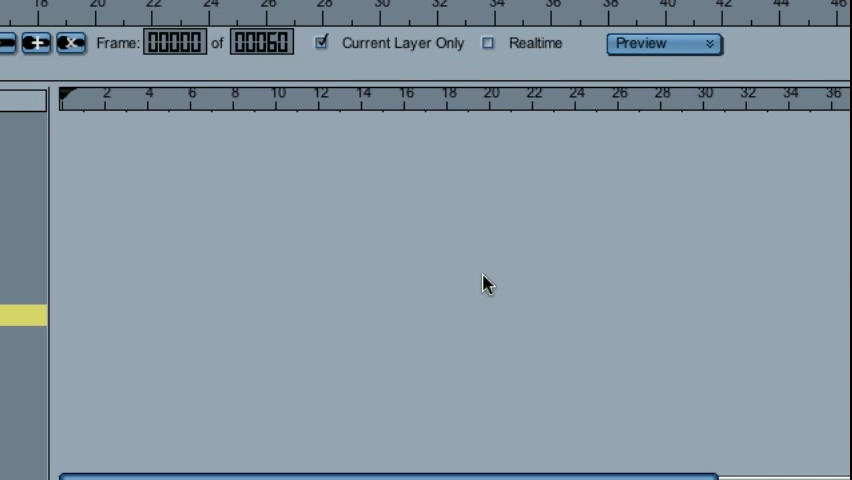 18 20 22 24 26 28 30 32 34 36 38 40 42 44 46
Frame: 00000 of 00060 Current Layer Only Realtime Preview
2 4 6 8 10 12 14 16 18 20 22 24 26 28 30 32 34 36